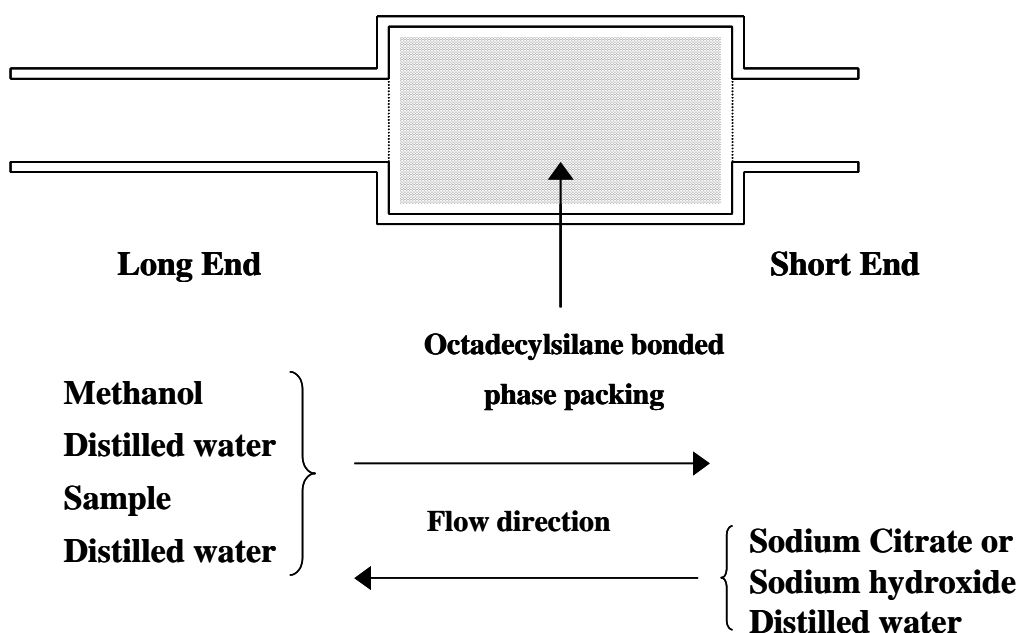 Long End
Short End
Octadecylsilane bonded
phase packing
Methanol
Distilled water
Sample
Distilled water
Flow direction
Sodium Citrate or
Sodium hydroxide
Distilled water